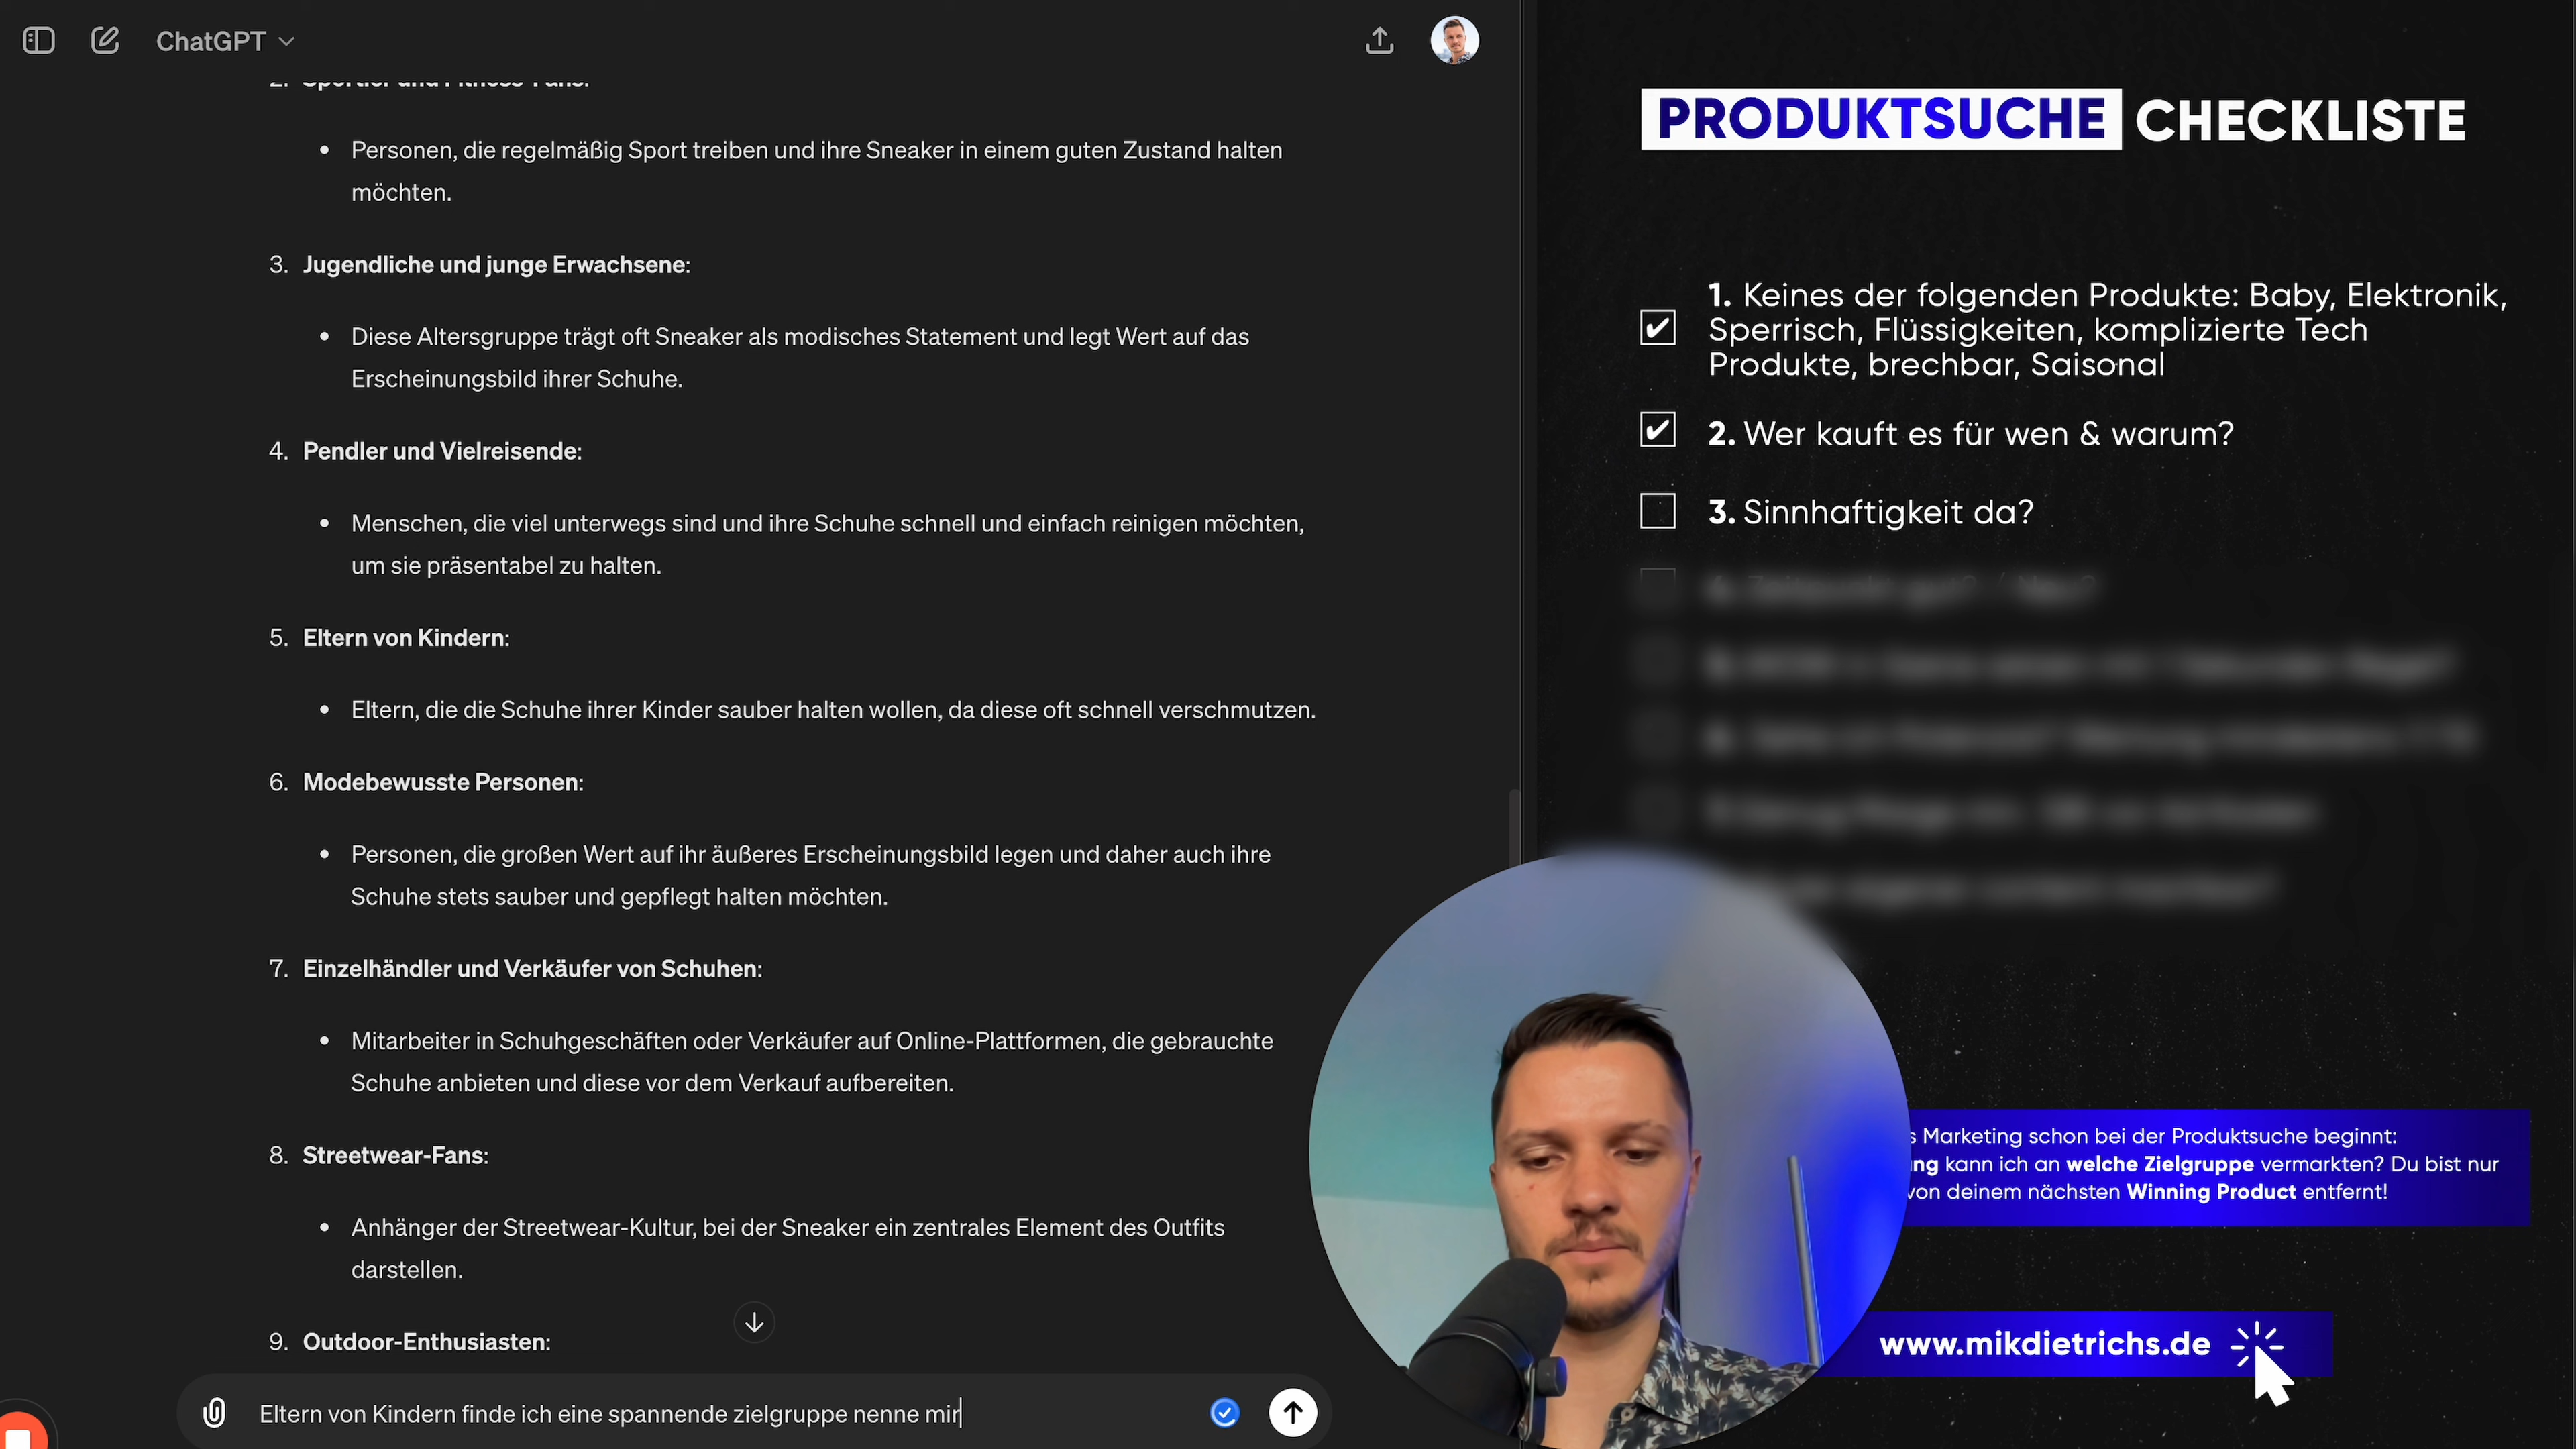 ChatGPT
2. Sportler und Fitness-Fans:
Personen, die regelmäßig Sport treiben und ihre Sneaker in einem guten Zustand halten
möchten.
3. Jugendliche und junge Erwachsene:
Diese Altersgruppe trägt oft Sneaker als modisches Statement und legt Wert auf das
Erscheinungsbild ihrer Schuhe.
4. Pendler und Vielreisende:
Menschen, die viel unterwegs sind und ihre Schuhe schnell und einfach reinigen möchten,
um sie präsentabel zu halten.
5. Eltern von Kindern:
Eltern, die die Schuhe ihrer Kinder sauber halten wollen, da diese oft schnell verschmutzen.
6. Modebewusste Personen:
Personen, die großen Wert auf ihr äußeres Erscheinungsbild legen und daher auch ihre
Schuhe stets sauber und gepflegt halten möchten.
7. Einzelhändler und Verkäufer von Schuhen:
Mitarbeiter in Schuhgeschäften oder Verkäufer auf Online-Plattformen, die gebrauchte
Schuhe anbieten und diese vor dem Verkauf aufbereiten.
8. Streetwear-Fans:
Anhänger der Streetwear-Kultur, bei der Sneaker ein zentrales Element des Outfits
darstellen.
9. Outdoor-Enthusiasten:
Eltern von Kindern finde ich eine spannende zielgruppe nenne mir
PRODUKTSUCHE CHECKLISTE
1. Keines der folgenden Produkte: Baby, Elektronik,
Sperrisch, Flüssigkeiten, komplizierte Tech
Produkte, brechbar, Saisonal
2. Wer kauft es für wen & warum?
3. Sinnhaftigkeit da?
s Marketing schon bei der Produktsuche beginnt:
ng kann ich an welche Zielgruppe vermarkten? Du bist nur
von deinem nächsten Winning Product entfernt!
www.mikdietrichs.de